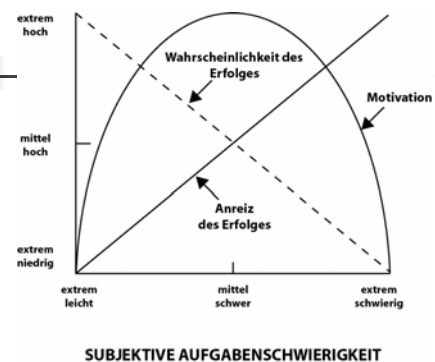 extrem
hoch
Wahrscheinlichkeit des
Erfolges
Motivation
mittel
hoch
Anreiz
des Erfolges
extrem
niedrig
extrem
leicht
mittel
schwer
extrem
schwierig
SUBJEKTIVE AUFGABENSCHWIERIGKEIT